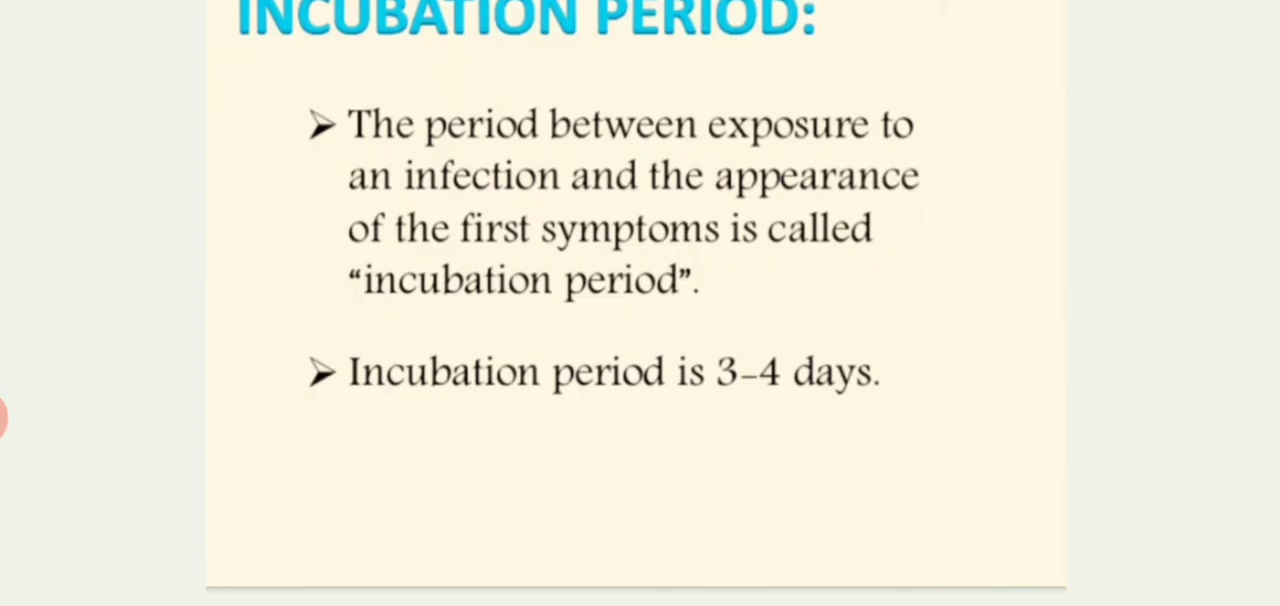 INCUBATION PERIOD:
➢ The period between exposure to
an infection and the appearance
of the first symptoms is called
“incubation period”.
➢ Incubation period is 3-4 days.